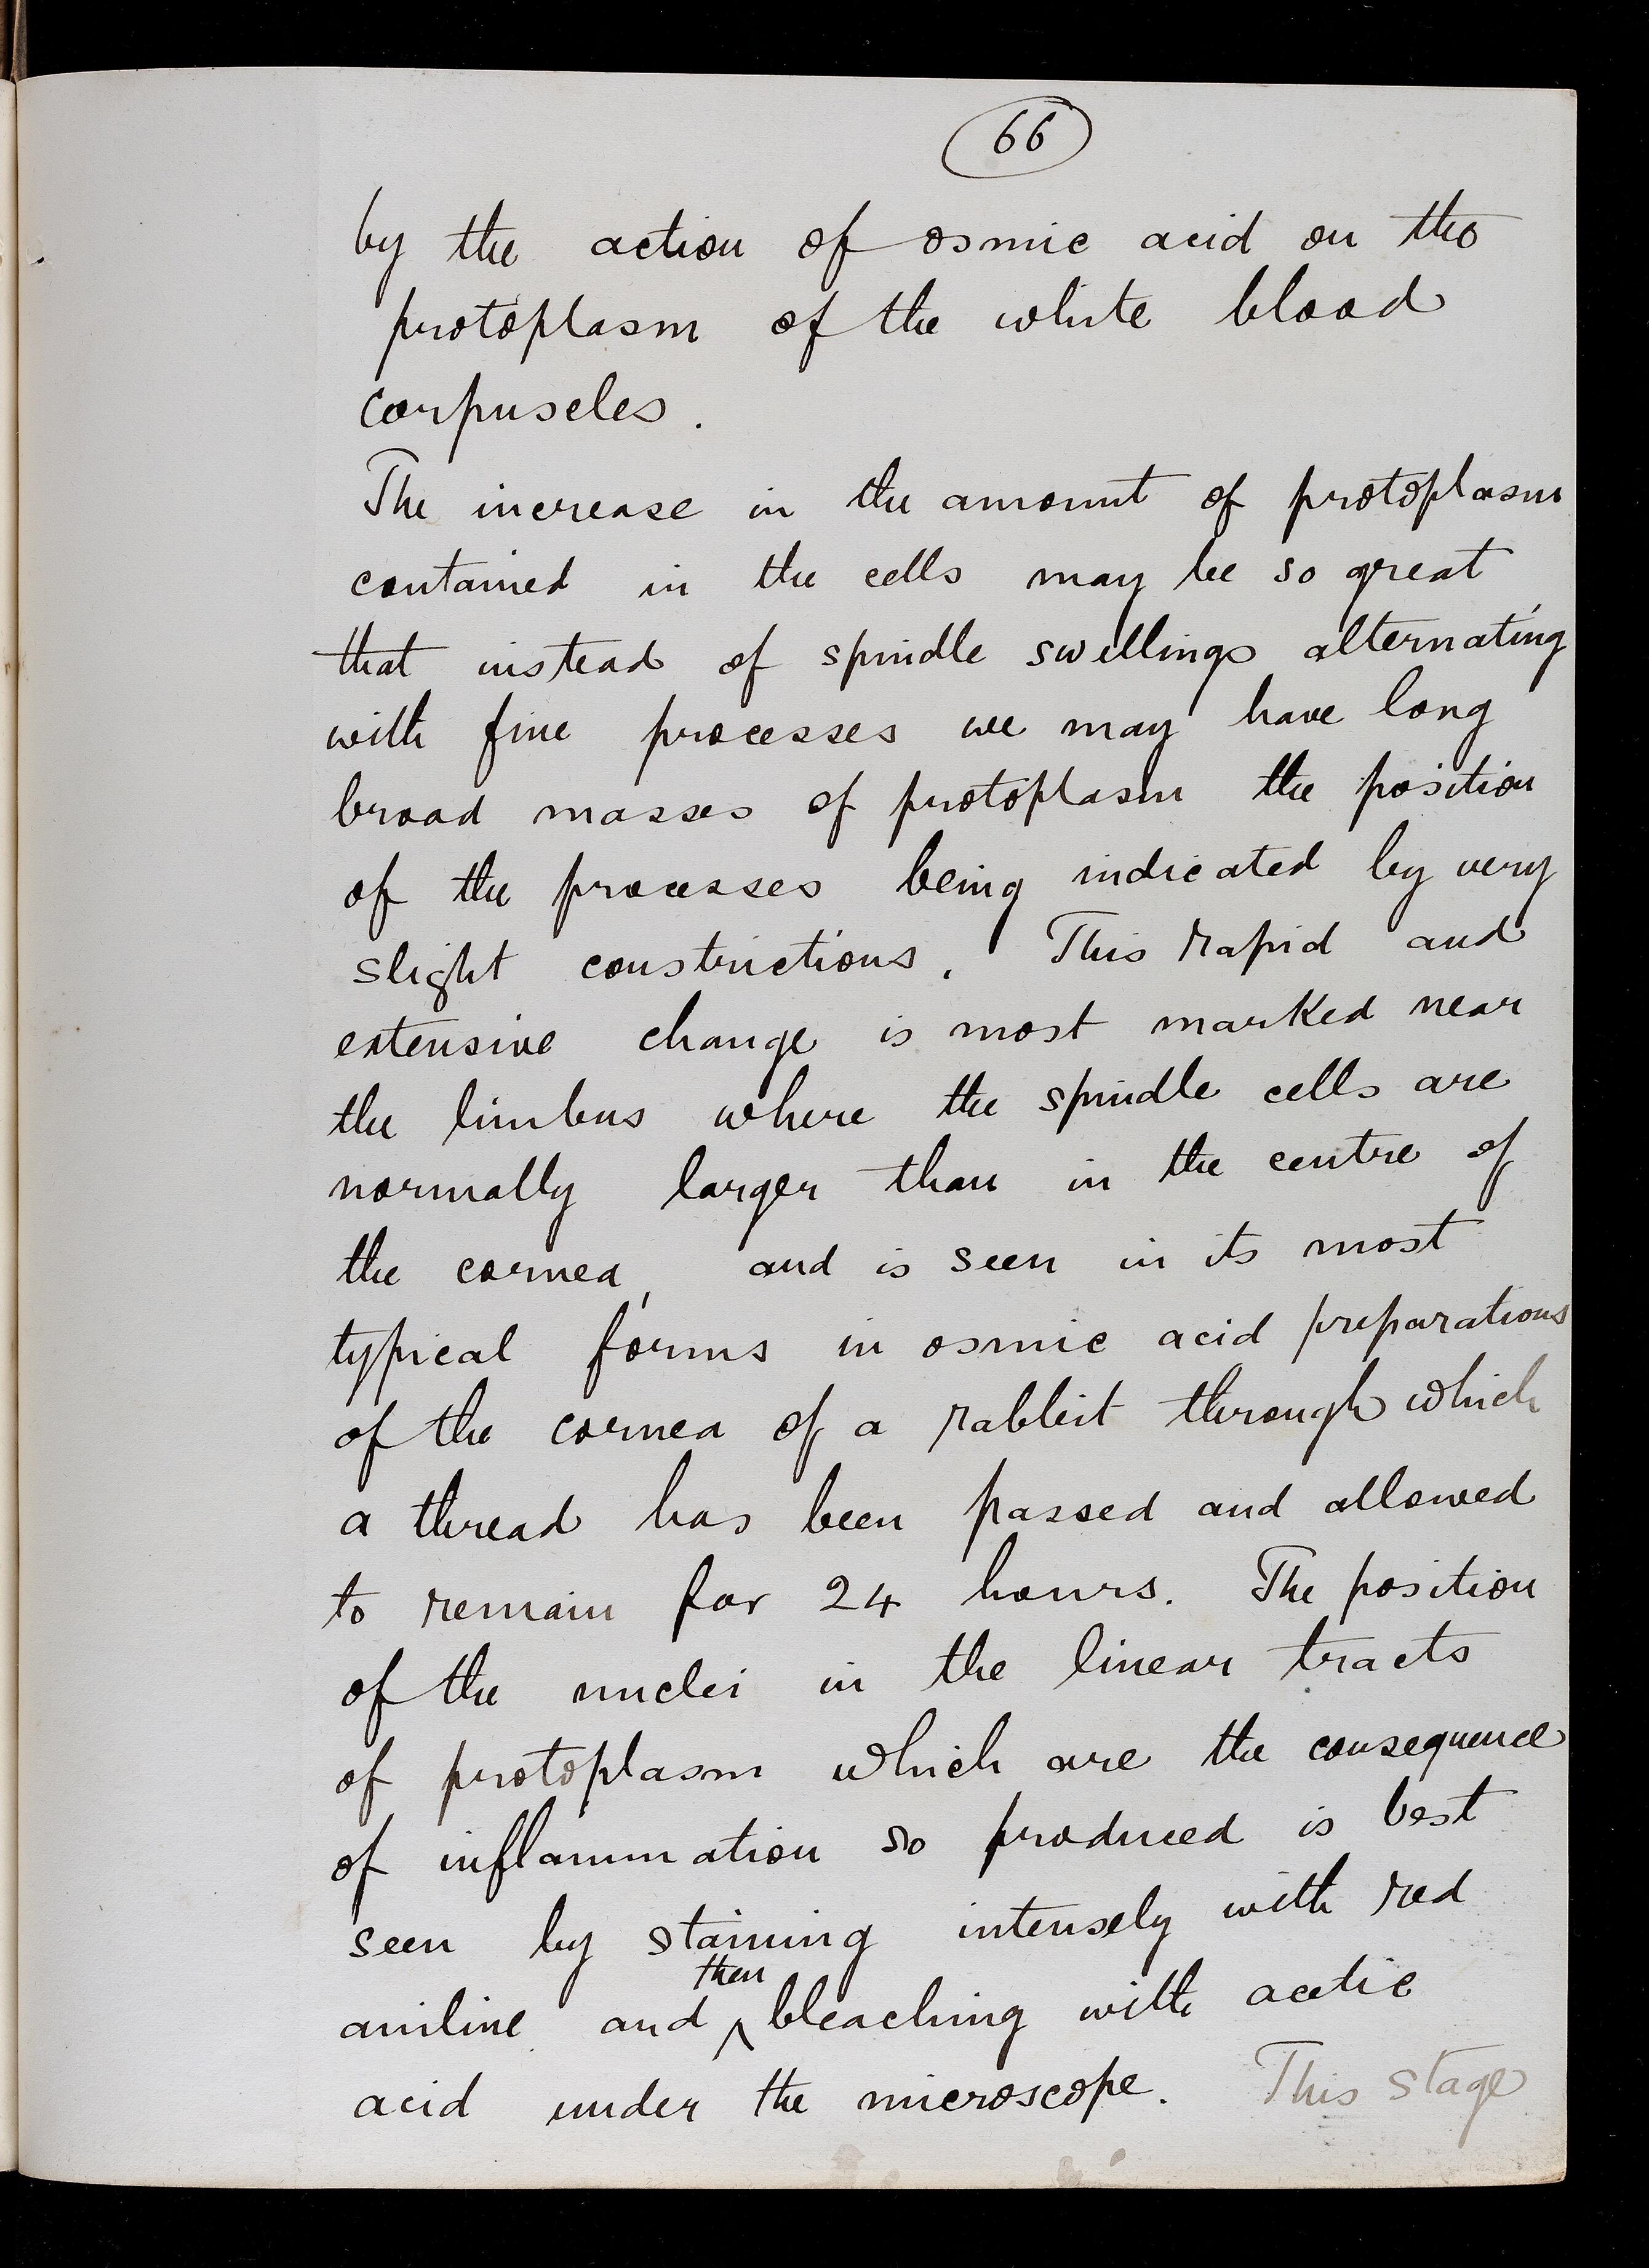 66
by the action of osmic acid on the
protoplasm of the white blood
corpuscles.
The increase in the amount of protoplasm
contained in the cells may be so great
that instead of spindle swellings alternating
with fine processes we may have long
broad masses of protoplasm the position
of the processes being indicated by very
slight constrictions. This rapid and
extensive change is most marked near
the limbus where the spindle cells are
normally larger than in the centre of
the cornea, and is seen in its most
typical forms in osmic acid preparations
of the cornea of a rabbit through which
a thread has been passed and allowed
to remain for 24 hours. The position
of the nuclei in the linear tracts
of protoplasm which are the consequence
of inflammation so produced is best
seen by staining intensely with red
then
aniline and ^ bleaching with acetic
acid under the microscope. This stage